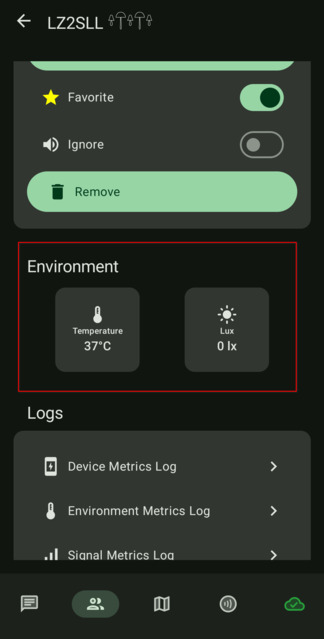 LZ2SLL
Favorite
Ignore
Remove
Environment
Temperature
37°C
Lux
0 lx
Logs
Device Metrics Log
Environment Metrics Log
Signal Metrics Log